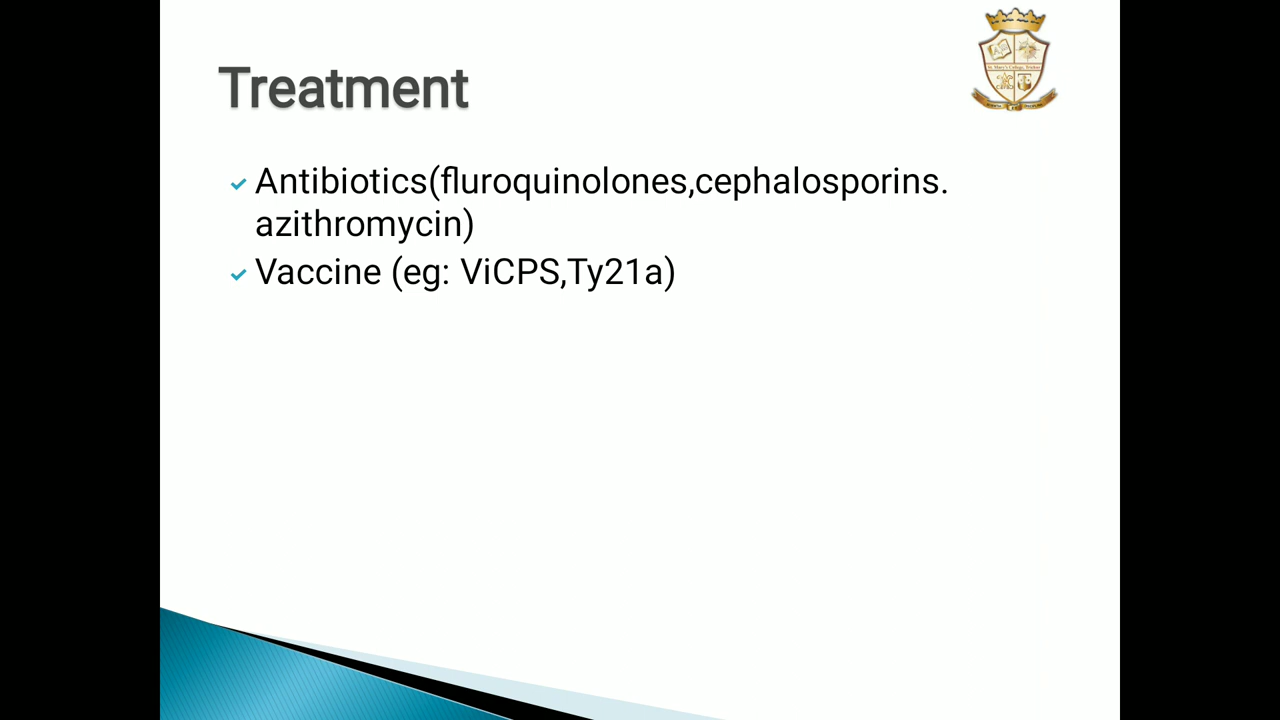 Treatment
Antibiotics(fluroquinolones,cephalosporins.
azithromycin)
Vaccine (eg: ViCPS,Ty21a)